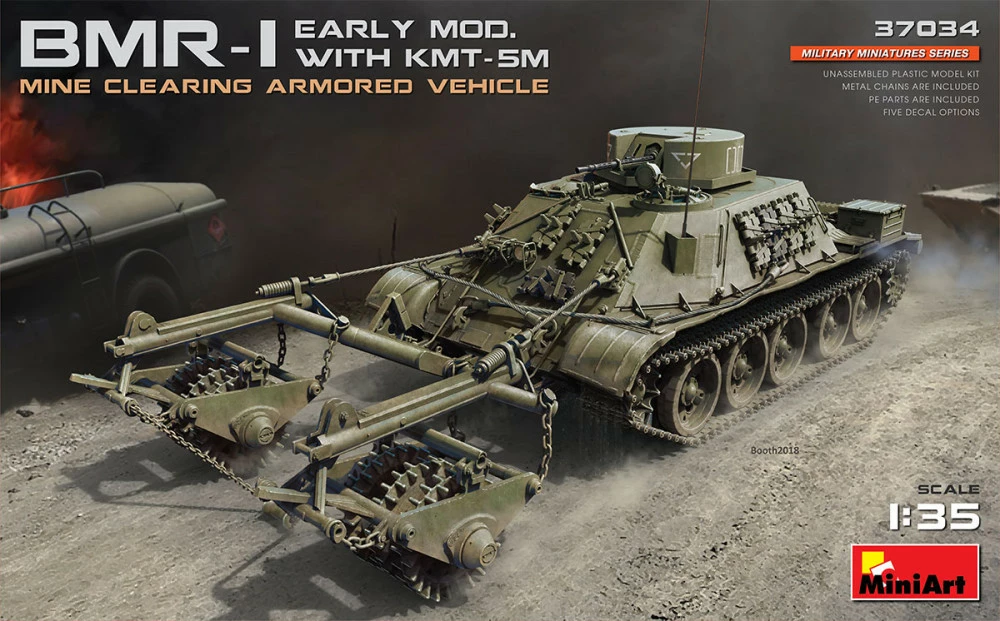 BMR-I EARLY MOD.
WITH KMT-5M
MINE CLEARING ARMORED VEHICLE
37034
MILITARY MINIATURES SERIES
UNASSEMBLED PLASTIC MODEL KIT
METAL CHAINS ARE INCLUDED
PE PARTS ARE INCLUDED
FIVE DECAL OPTIONS
Booth2018
SCALE
1:35
MiniArt